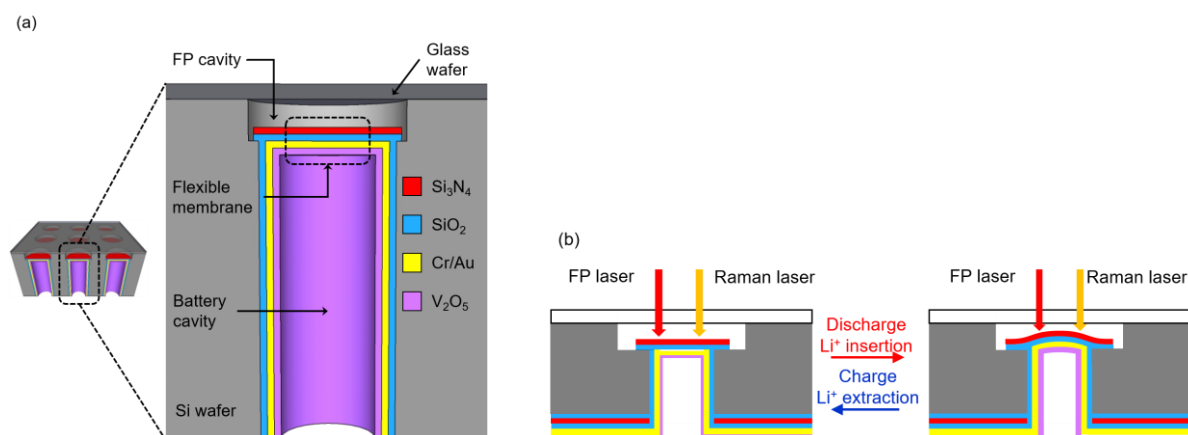 (a)
FP cavity
Glass
wafer
Flexible
membrane
Si₃N₄
SiO₂
Cr/Au
V₂O₅
Battery
cavity
Si wafer
(b)
FP laser
Raman laser
Discharge
Li⁺ insertion
Charge
Li⁺ extraction
FP laser
Raman laser